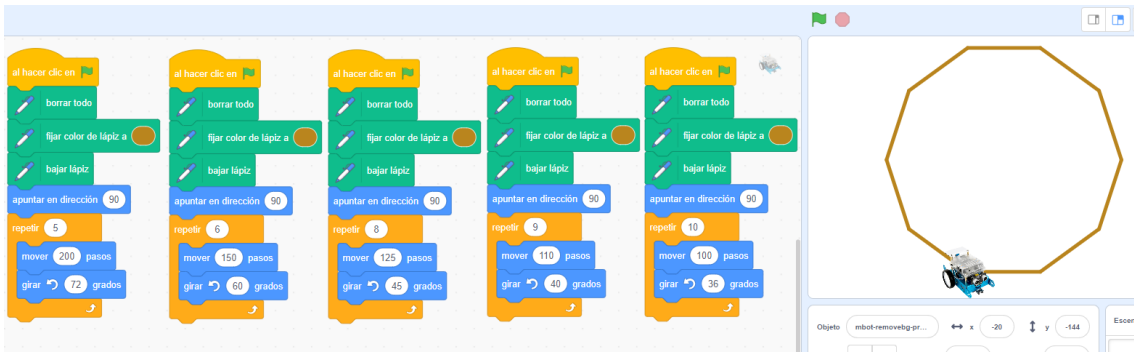 al hacer clic en
borrar todo
fijar color de lápiz a
bajar lápiz
apuntar en dirección 90
repetir 5
mover 200 pasos
girar 72 grados
al hacer clic en
borrar todo
fijar color de lápiz a
bajar lápiz
apuntar en dirección 90
repetir 6
mover 150 pasos
girar 60 grados
al hacer clic en
borrar todo
fijar color de lápiz a
bajar lápiz
apuntar en dirección 90
repetir 8
mover 125 pasos
girar 45 grados
al hacer clic en
borrar todo
fijar color de lápiz a
bajar lápiz
apuntar en dirección 90
repetir 9
mover 110 pasos
girar 40 grados
al hacer clic en
borrar todo
fijar color de lápiz a
bajar lápiz
apuntar en dirección 90
repetir 10
mover 100 pasos
girar 36 grados
Objeto mbot-removebg-pr... x -20 y -144
Escen